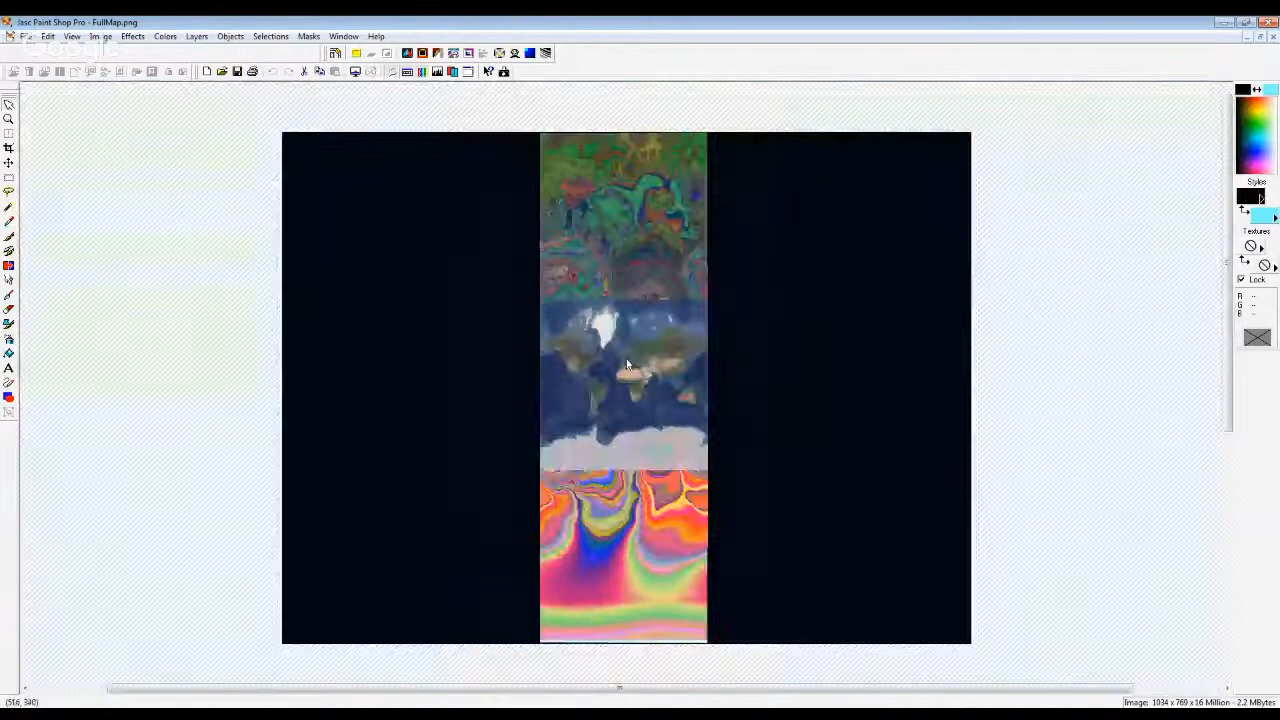 Jasc Paint Shop Pro - FullMap.png
File Edit View Image Effects Colors Layers Objects Selections Masks Window Help
Google
Styles
Textures
Lock
R --
G --
B --
(516, 340)
Image: 1034 x 769 x 16 Million - 2.2 MBytes